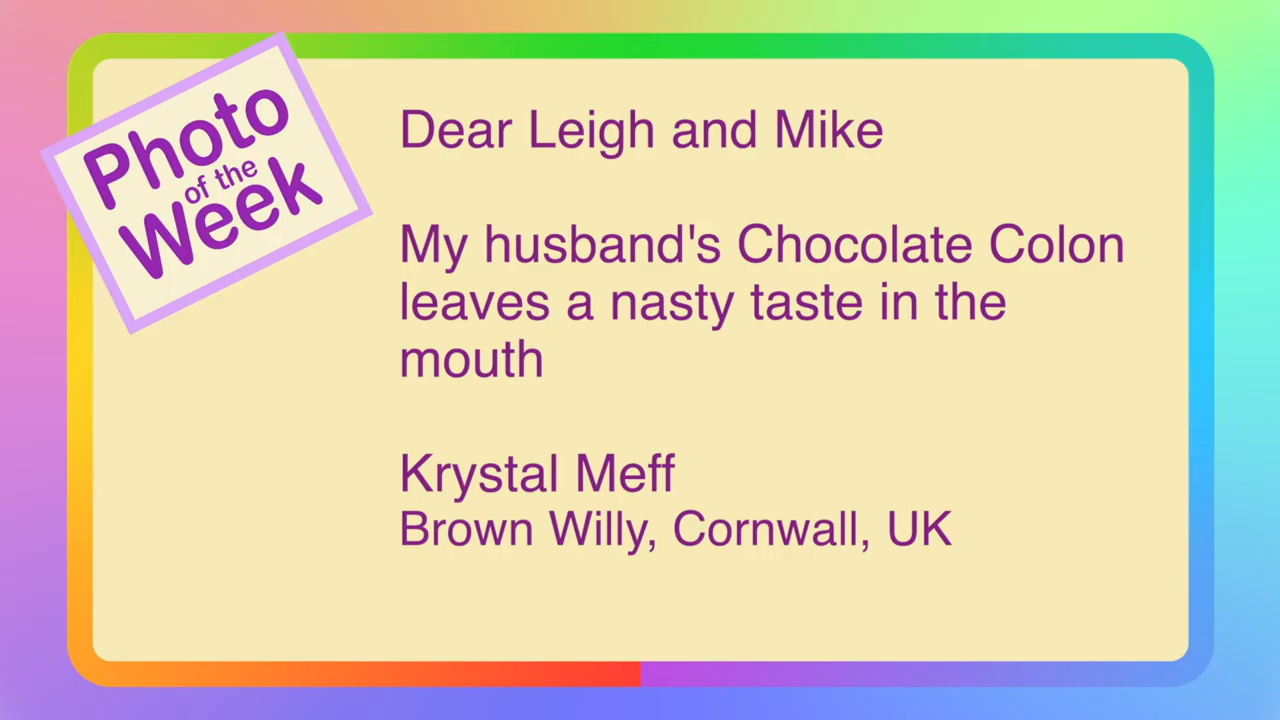 Photo
of the
Week
Dear Leigh and Mike
My husband's Chocolate Colon
leaves a nasty taste in the
mouth
Krystal Meff
Brown Willy, Cornwall, UK